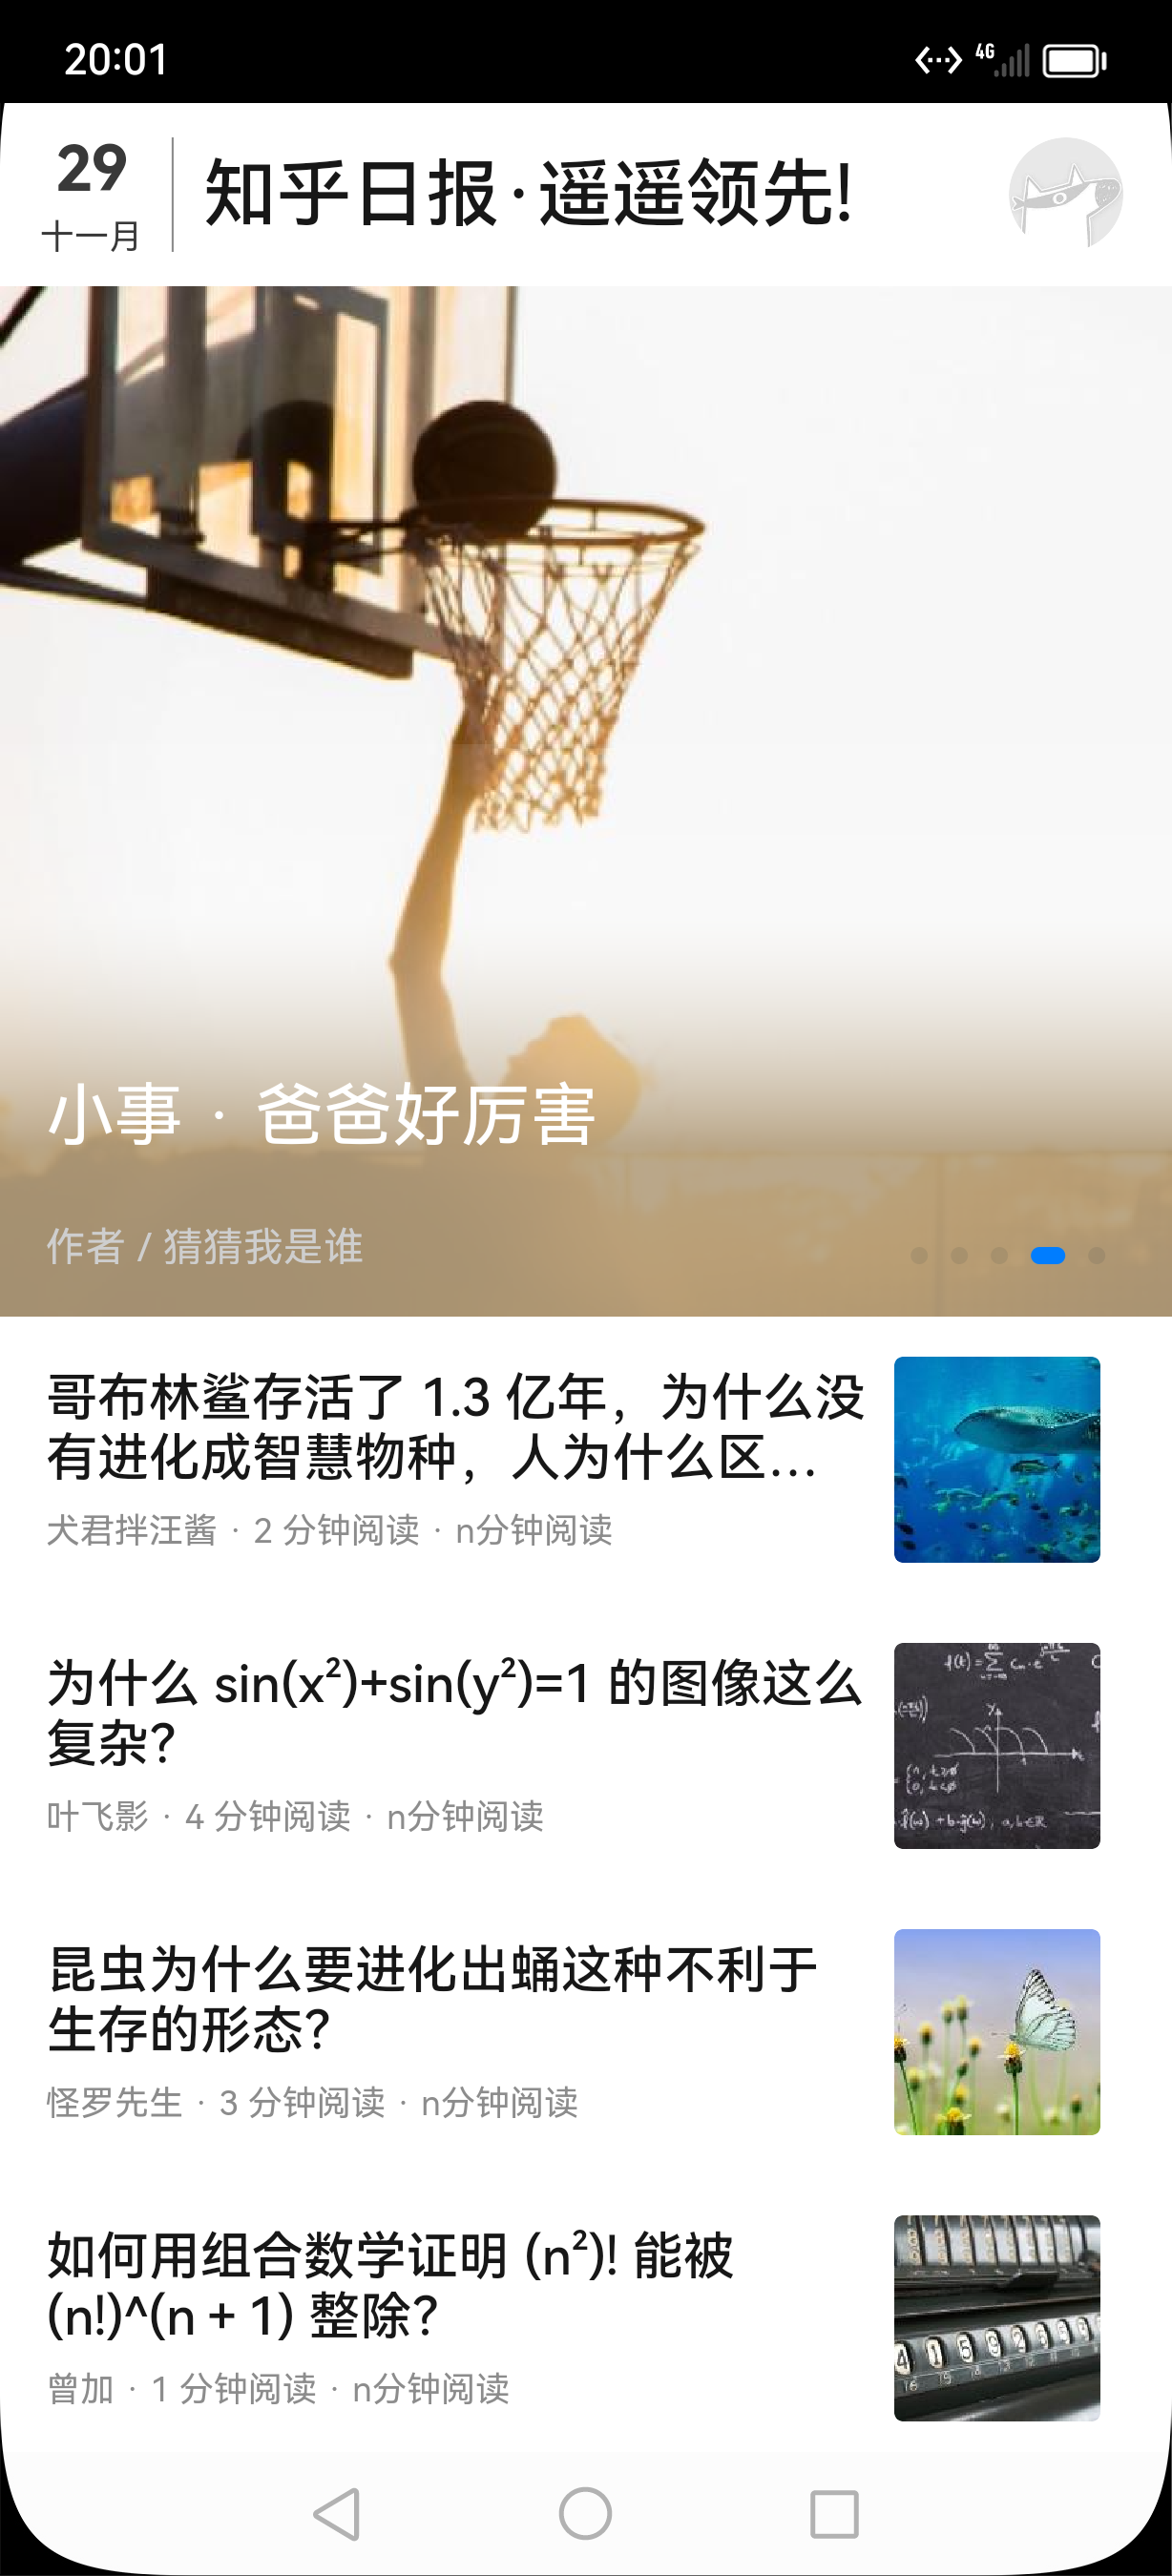 20:01
4G
29
十一月
知乎日报·遥遥领先!
小事 · 爸爸好厉害
作者 / 猜猜我是谁
哥布林鲨存活了 1.3 亿年，为什么没
有进化成智慧物种，人为什么区...
犬君拌汪酱 · 2 分钟阅读 · n分钟阅读
为什么 sin(x²)+sin(y²)=1 的图像这么
复杂？
叶飞影 · 4 分钟阅读 · n分钟阅读
昆虫为什么要进化出蛹这种不利于
生存的形态？
怪罗先生 · 3 分钟阅读 · n分钟阅读
如何用组合数学证明 (n²)! 能被
(n!)^(n + 1) 整除？
曾加 · 1 分钟阅读 · n分钟阅读